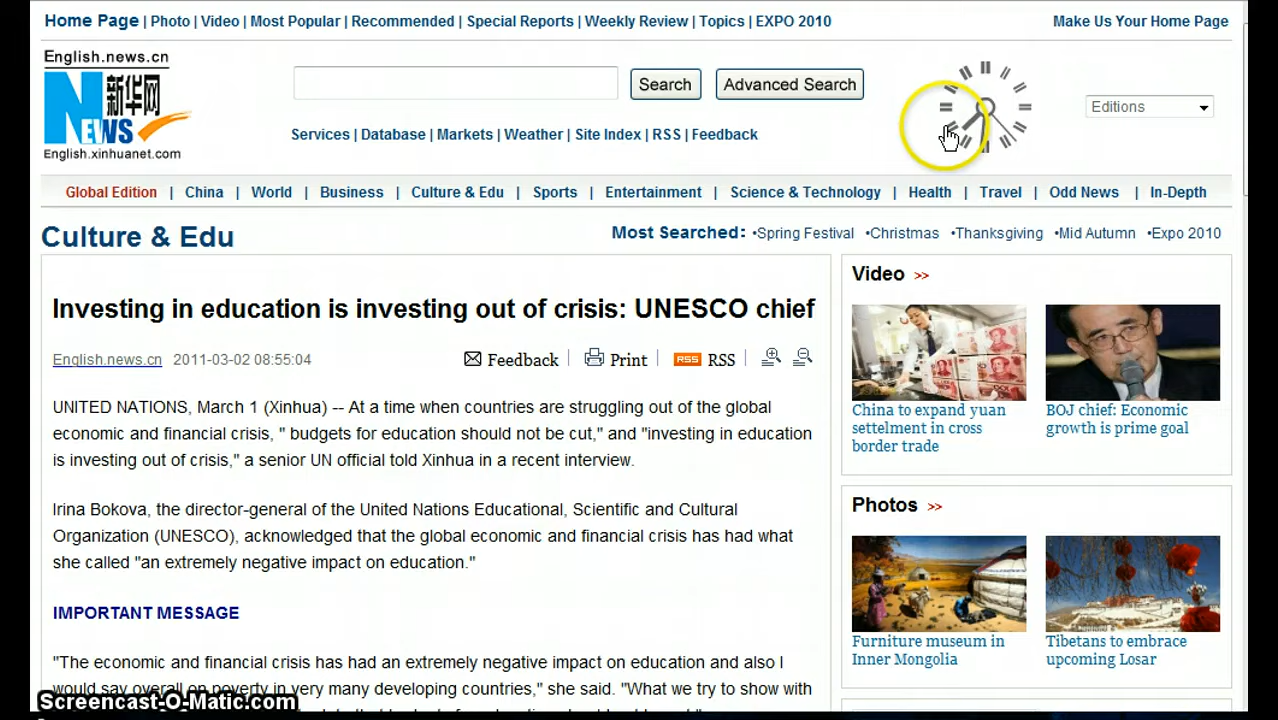 Home Page | Photo | Video | Most Popular | Recommended | Special Reports | Weekly Review | Topics | EXPO 2010
Make Us Your Home Page
English.news.cn
新华网
NEWS
English.xinhuanet.com
Search
Advanced Search
Editions
Services | Database | Markets | Weather | Site Index | RSS | Feedback
Global Edition | China | World | Business | Culture & Edu | Sports | Entertainment | Science & Technology | Health | Travel | Odd News | In-Depth
Culture & Edu
Most Searched: •Spring Festival •Christmas •Thanksgiving •Mid Autumn •Expo 2010
Investing in education is investing out of crisis: UNESCO chief
English.news.cn 2011-03-02 08:55:04
Feedback | Print | RSS RSS |
UNITED NATIONS, March 1 (Xinhua) -- At a time when countries are struggling out of the global
economic and financial crisis, " budgets for education should not be cut," and "investing in education
is investing out of crisis," a senior UN official told Xinhua in a recent interview.
Irina Bokova, the director-general of the United Nations Educational, Scientific and Cultural
Organization (UNESCO), acknowledged that the global economic and financial crisis has had what
she called "an extremely negative impact on education."
IMPORTANT MESSAGE
"The economic and financial crisis has had an extremely negative impact on education and also I
would say overall on poverty in very many developing countries," she said. "What we try to show with
Video >>
China to expand yuan
settelment in cross
border trade
BOJ chief: Economic
growth is prime goal
Photos >>
Furniture museum in
Inner Mongolia
Tibetans to embrace
upcoming Losar
Screencast-O-Matic.com